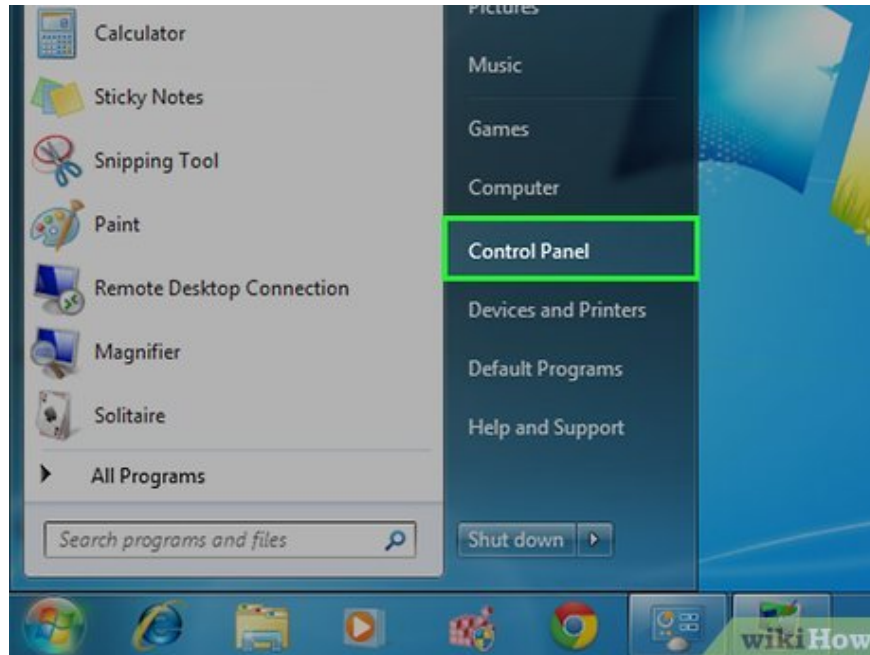 Calculator
Sticky Notes
Snipping Tool
Paint
Remote Desktop Connection
Magnifier
Solitaire
All Programs
Search programs and files
Pictures
Music
Games
Computer
Control Panel
Devices and Printers
Default Programs
Help and Support
Shut down
wikiHow